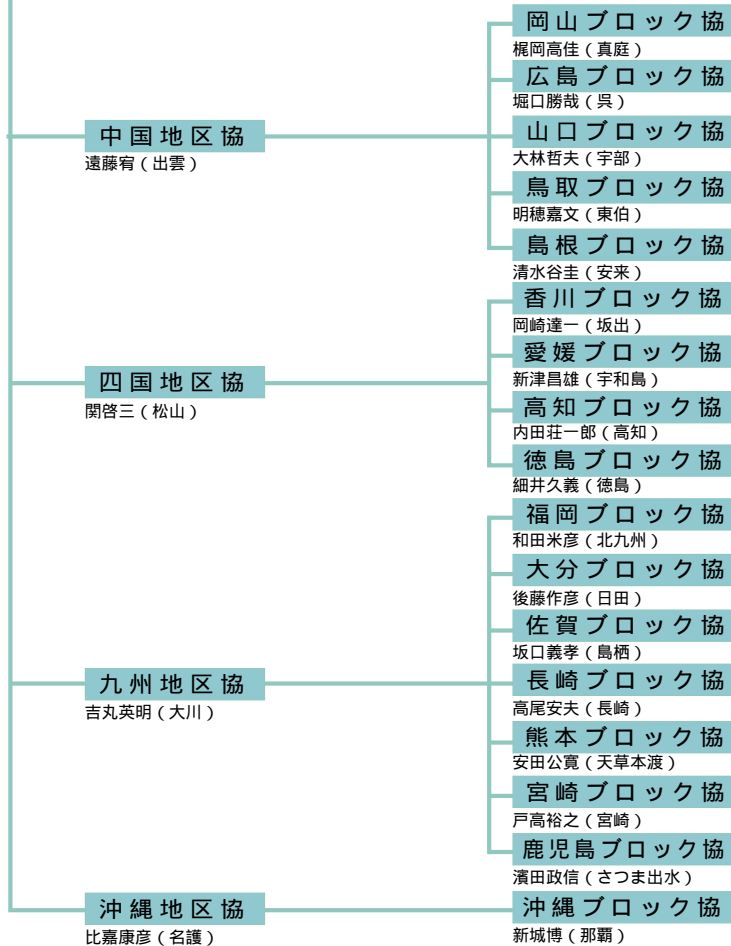 中国地区協
遠藤宥（出雲）
岡山ブロック協
梶岡高佳（真庭）
広島ブロック協
堀口勝哉（呉）
山口ブロック協
大林哲夫（宇部）
鳥取ブロック協
明穂嘉文（東伯）
島根ブロック協
清水谷圭（安来）
四国地区協
関啓三（松山）
香川ブロック協
岡崎達一（坂出）
愛媛ブロック協
新津昌雄（宇和島）
高知ブロック協
内田荘一郎（高知）
徳島ブロック協
細井久義（徳島）
九州地区協
吉丸英明（大川）
福岡ブロック協
和田米彦（北九州）
大分ブロック協
後藤作彦（日田）
佐賀ブロック協
坂口義孝（鳥栖）
長崎ブロック協
高尾安夫（長崎）
熊本ブロック協
安田公寛（天草本渡）
宮崎ブロック協
戸高裕之（宮崎）
鹿児島ブロック協
濱田政信（さつま出水）
沖縄地区協
比嘉康彦（名護）
沖縄ブロック協
新城博（那覇）